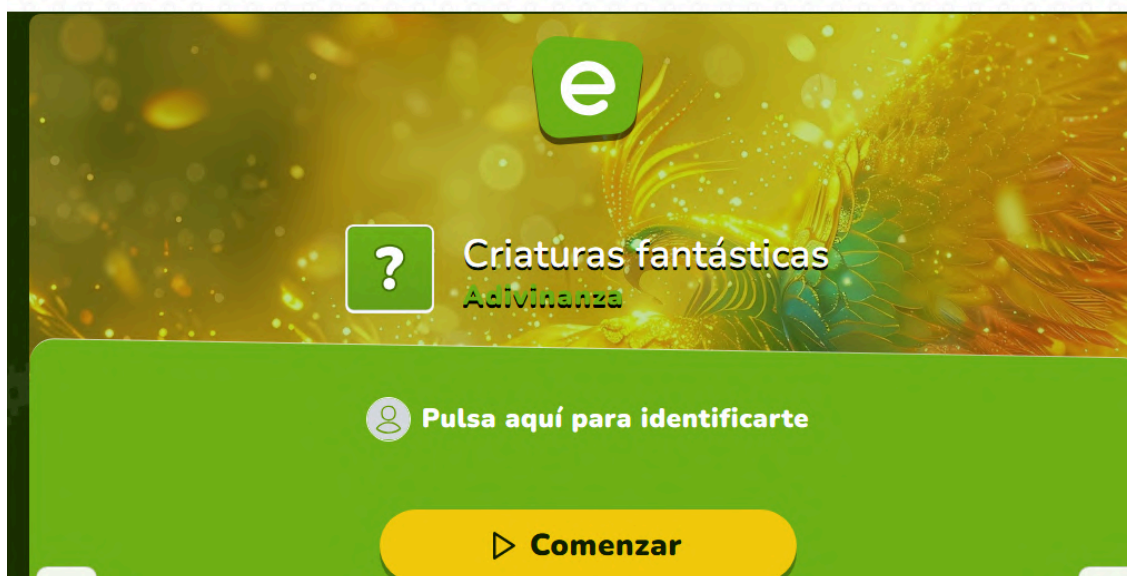 e
?
Criaturas fantásticas
Adivinanza
Pulsa aquí para identificarte
Comenzar